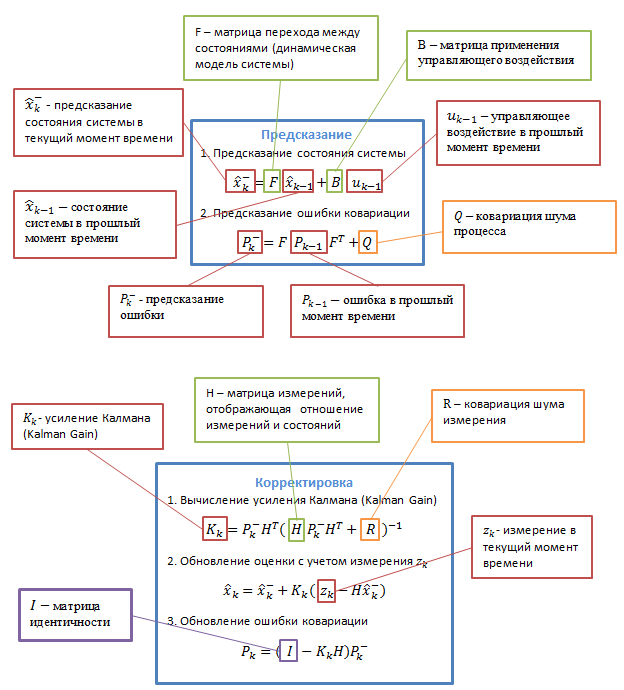 F – матрица перехода между
состояниями (динамическая
модель системы)
B – матрица применения
управляющего воздействия
x̂ₖ⁻ - предсказание
состояния системы в
текущий момент времени
uₖ₋₁ – управляющее
воздействие в прошлый
момент времени
Предсказание
1. Предсказание состояния системы
x̂ₖ⁻ = F x̂ₖ₋₁ + B uₖ₋₁
x̂ₖ₋₁ – состояние
системы в прошлый
момент времени
2. Предсказание ошибки ковариации
Pₖ⁻ = F Pₖ₋₁ Fᵀ + Q
Q – ковариация шума
процесса
Pₖ⁻ - предсказание
ошибки
Pₖ₋₁ – ошибка в прошлый
момент времени
H – матрица измерений,
отображающая отношение
измерений и состояний
R – ковариация шума
измерения
Kₖ - усиление Калмана
(Kalman Gain)
Корректировка
1. Вычисление усиления Калмана (Kalman Gain)
Kₖ = Pₖ⁻Hᵀ( H Pₖ⁻Hᵀ + R )⁻¹
zₖ - измерение в
текущий момент
времени
2. Обновление оценки с учетом измерения zₖ
x̂ₖ = x̂ₖ⁻ + Kₖ( zₖ – Hx̂ₖ⁻)
I – матрица
идентичности
3. Обновление ошибки ковариации
Pₖ = ( I – KₖH)Pₖ⁻